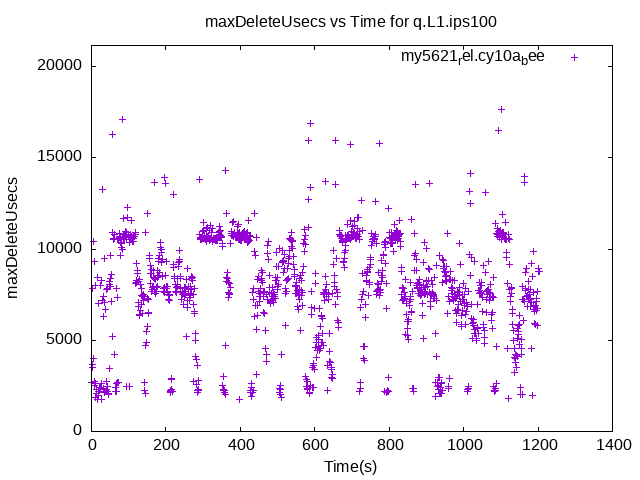 maxDeleteUsecs vs Time for q.L1.ips100
my5621rel.cy10abee
20000
15000
10000
5000
0
maxDeleteUsecs
0 200 400 600 800 1000 1200 1400
Time(s)